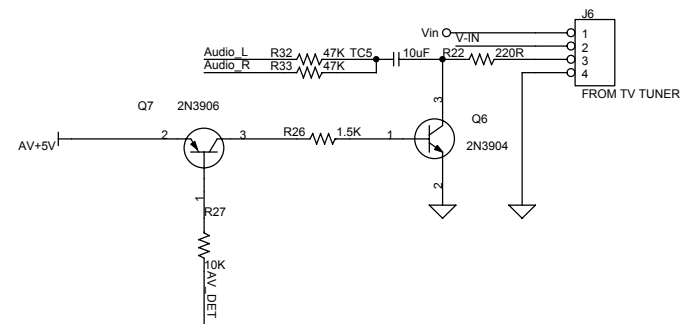 J6
Vin
1
V-IN
2
Audio_L R32 47K TC5 10uF R22 220R
3
Audio_R R33 47K
4
FROM TV TUNER
3
Q7 2N3906
Q6
AV+5V
2 3 R26 1.5K 1
2N3904
2
1
R27
10K
AV_DET